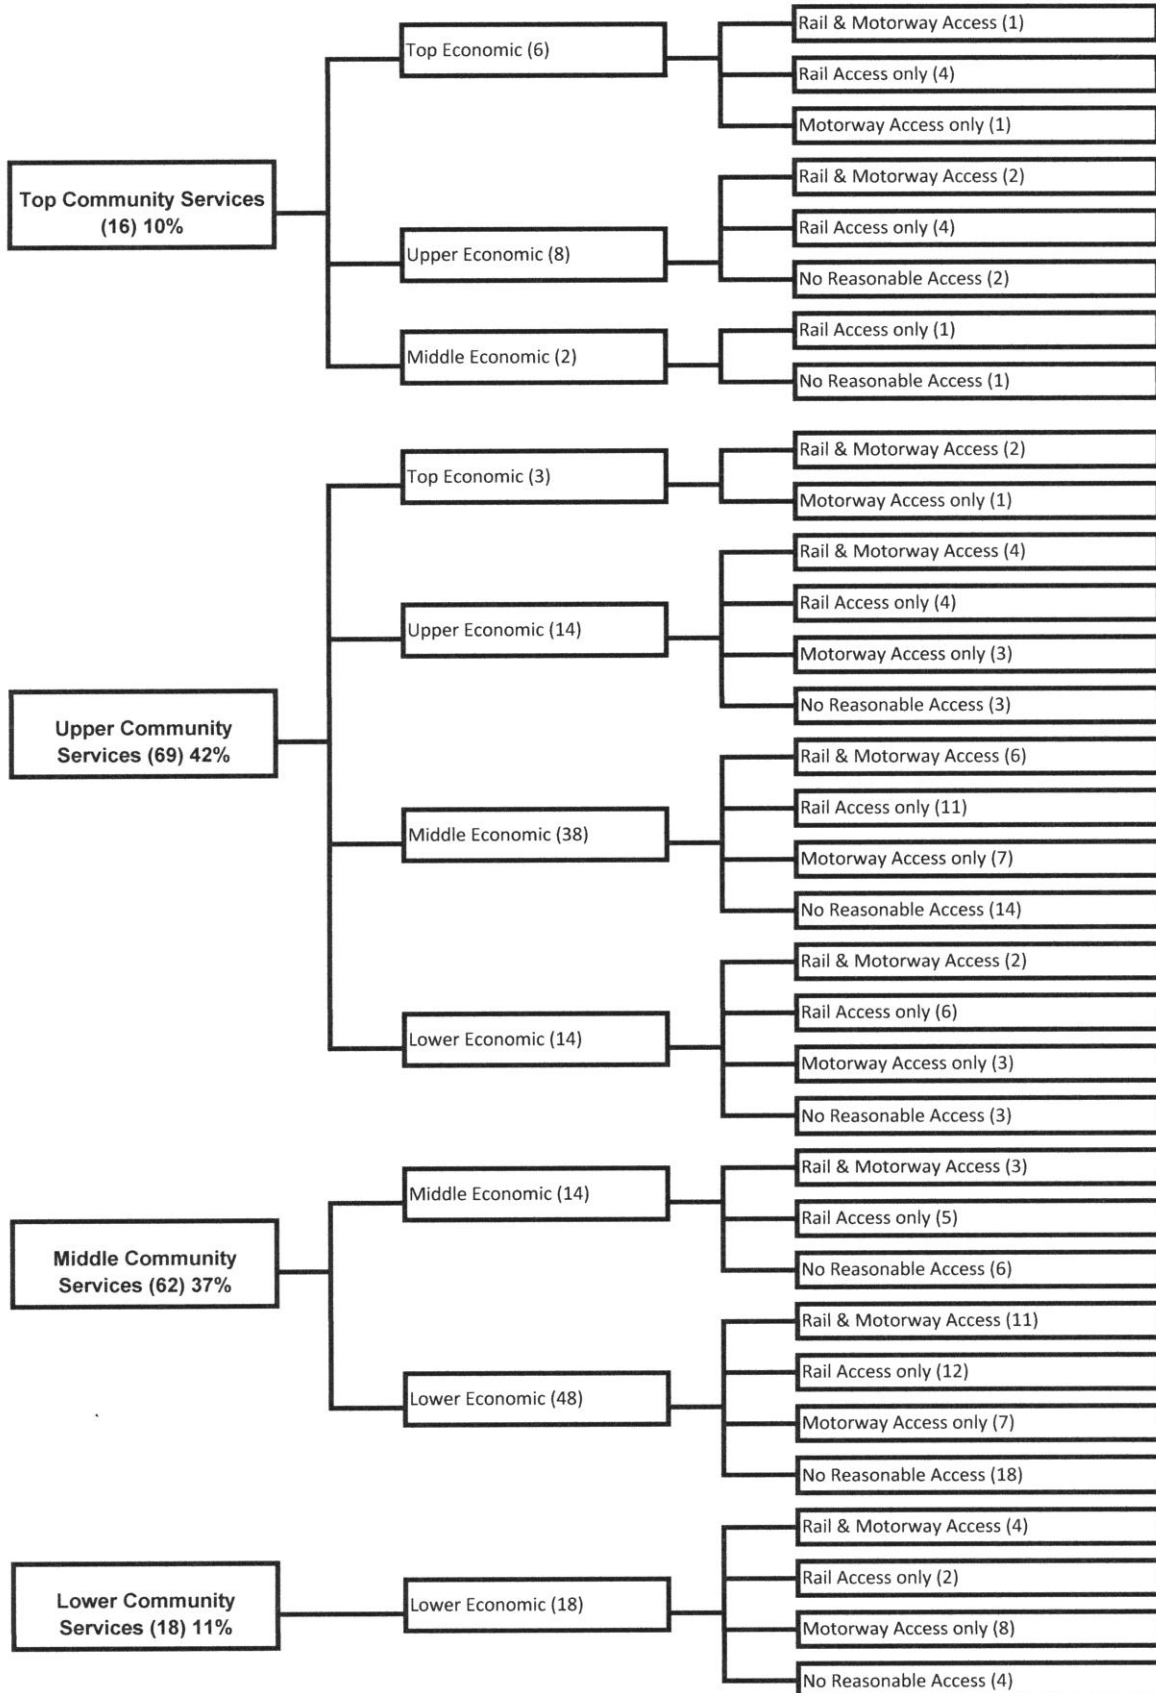 Top Community Services
(16) 10%
Top Economic (6)
Rail & Motorway Access (1)
Rail Access only (4)
Motorway Access only (1)
Upper Economic (8)
Rail & Motorway Access (2)
Rail Access only (4)
No Reasonable Access (2)
Middle Economic (2)
Rail Access only (1)
No Reasonable Access (1)
Upper Community
Services (69) 42%
Top Economic (3)
Rail & Motorway Access (2)
Motorway Access only (1)
Upper Economic (14)
Rail & Motorway Access (4)
Rail Access only (4)
Motorway Access only (3)
No Reasonable Access (3)
Middle Economic (38)
Rail & Motorway Access (6)
Rail Access only (11)
Motorway Access only (7)
No Reasonable Access (14)
Lower Economic (14)
Rail & Motorway Access (2)
Rail Access only (6)
Motorway Access only (3)
No Reasonable Access (3)
Middle Community
Services (62) 37%
Middle Economic (14)
Rail & Motorway Access (3)
Rail Access only (5)
No Reasonable Access (6)
Lower Economic (48)
Rail & Motorway Access (11)
Rail Access only (12)
Motorway Access only (7)
No Reasonable Access (18)
Lower Community
Services (18) 11%
Lower Economic (18)
Rail & Motorway Access (4)
Rail Access only (2)
Motorway Access only (8)
No Reasonable Access (4)